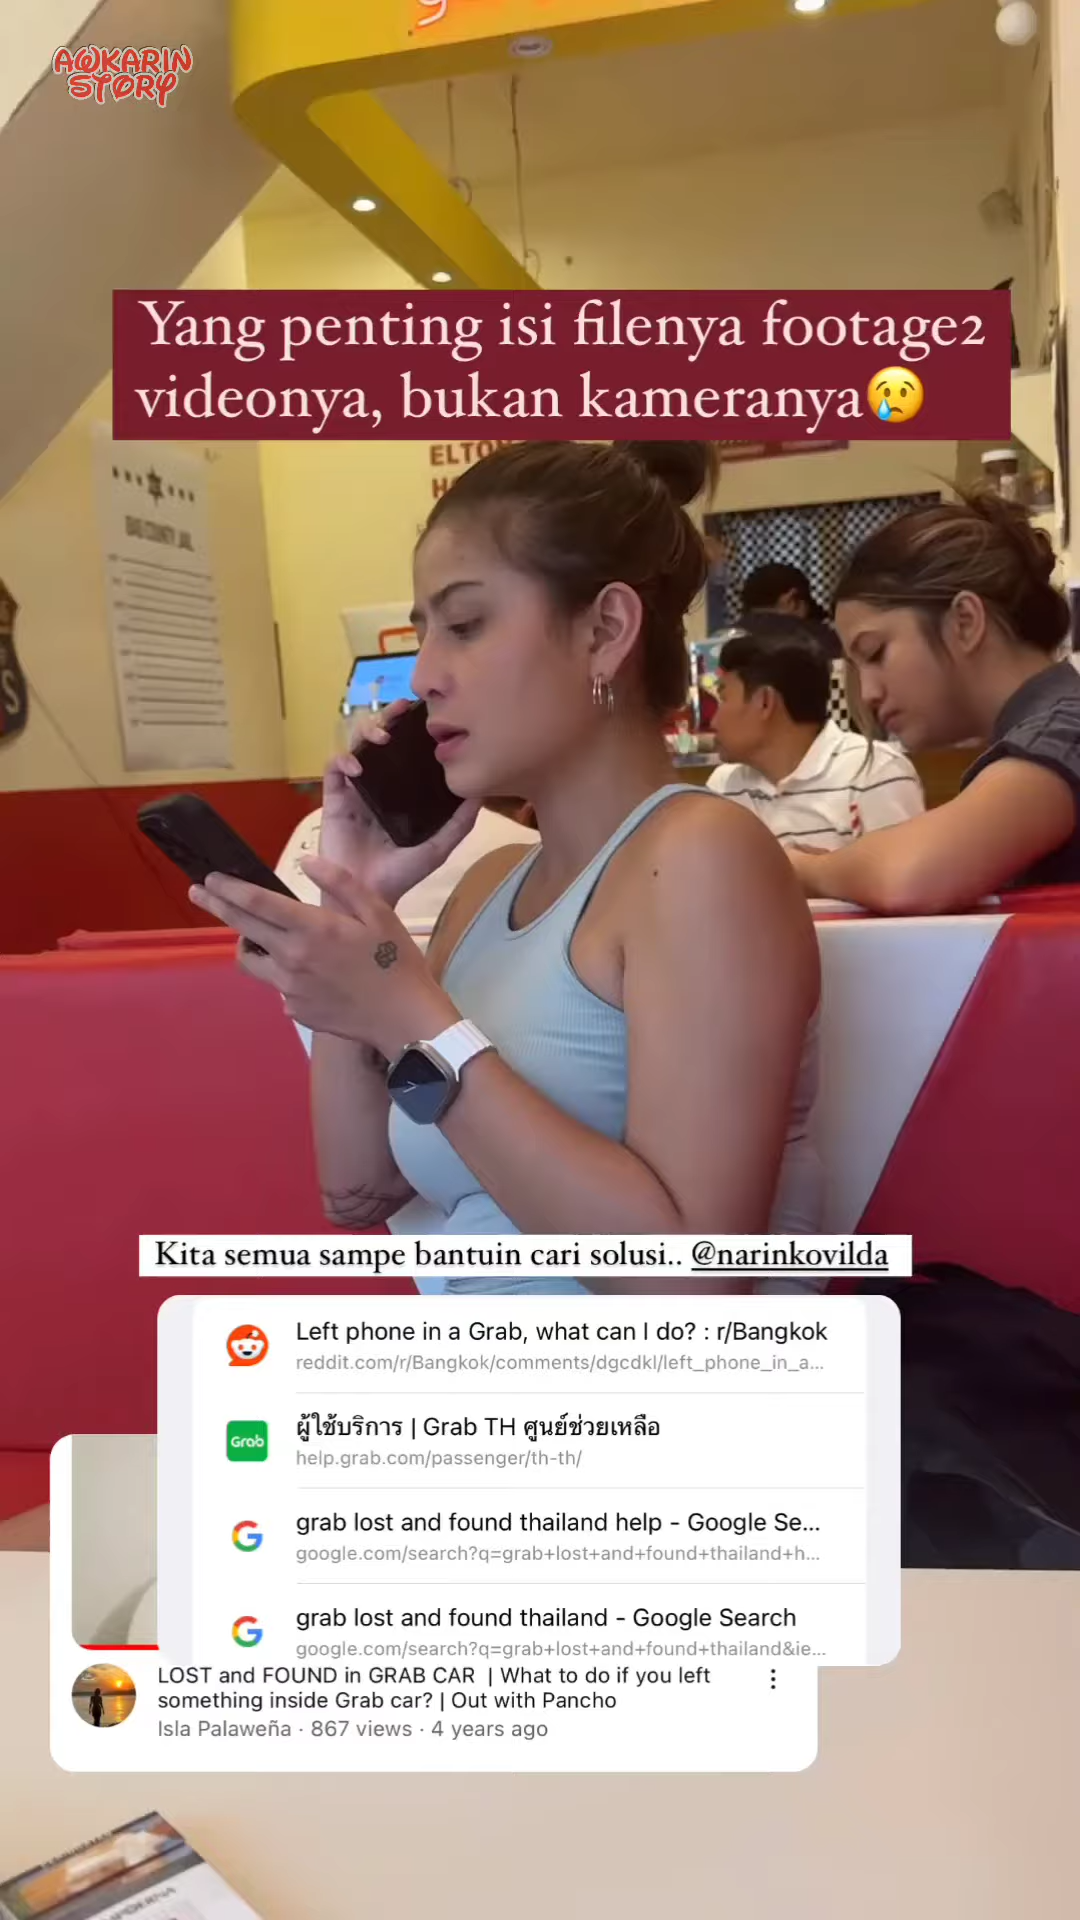 AWKARIN
STORY
Yang penting isi filenya footage2
videonya, bukan kameranya😢
ELTO
Kita semua sampe bantuin cari solusi.. @narinkovilda
Left phone in a Grab, what can I do? : r/Bangkok
reddit.com/r/Bangkok/comments/dgcdkl/left_phone_in_a...
Grab
ผู้ใช้บริการ | Grab TH ศูนย์ช่วยเหลือ
help.grab.com/passenger/th-th/
grab lost and found thailand help - Google Se...
google.com/search?q=grab+lost+and+found+thailand+h...
grab lost and found thailand - Google Search
google.com/search?q=grab+lost+and+found+thailand&ie...
LOST and FOUND in GRAB CAR | What to do if you left
something inside Grab car? | Out with Pancho
Isla Palaweña · 867 views · 4 years ago